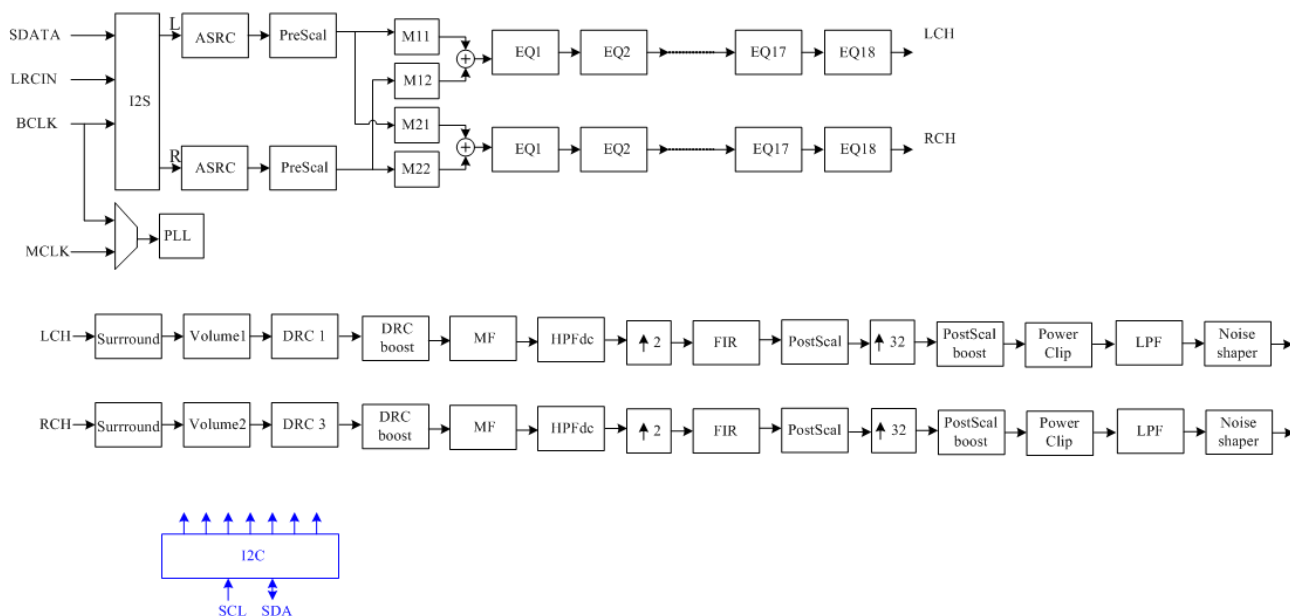 SDATA
LRCIN
BCLK
MCLK
I2S
L
R
ASRC
PreScal
ASRC
PreScal
PLL
M11
M12
M21
M22
EQ1
EQ2
EQ17
EQ18
LCH
EQ1
EQ2
EQ17
EQ18
RCH
LCH
Surrround
Volume1
DRC 1
DRC
boost
MF
HPFdc
2
FIR
PostScal
32
PostScal
boost
Power
Clip
LPF
Noise
shaper
RCH
Surrround
Volume2
DRC 3
DRC
boost
MF
HPFdc
2
FIR
PostScal
32
PostScal
boost
Power
Clip
LPF
Noise
shaper
I2C
SCL
SDA